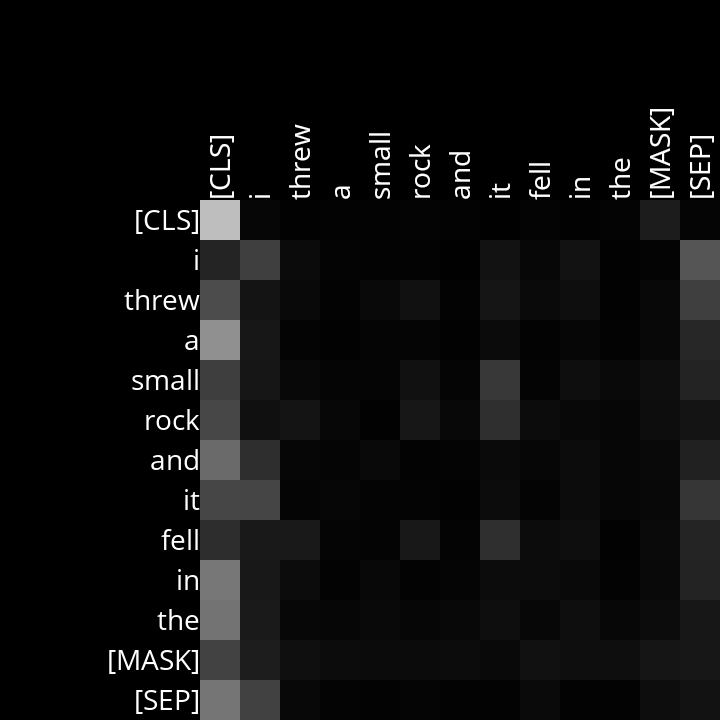 [CLS] i threw a small rock and it fell in the [MASK] [SEP]
[CLS]
i
threw
a
small
rock
and
it
fell
in
the
[MASK]
[SEP]